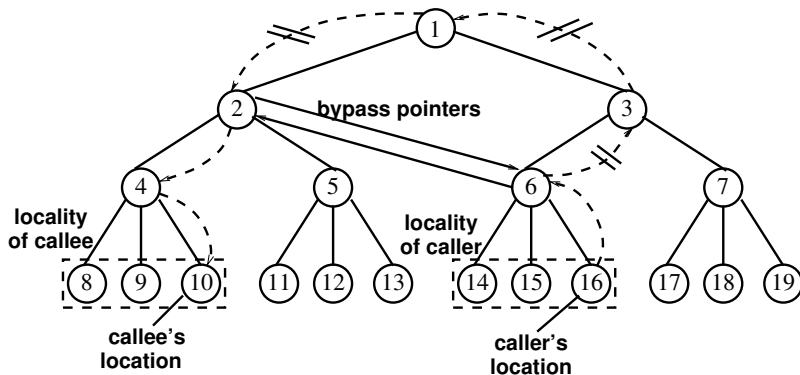 1
2
bypass pointers
3
4
5
6
7
locality
of callee
locality
of caller
8
9
10
11
12
13
14
15
16
17
18
19
callee's
location
caller's
location